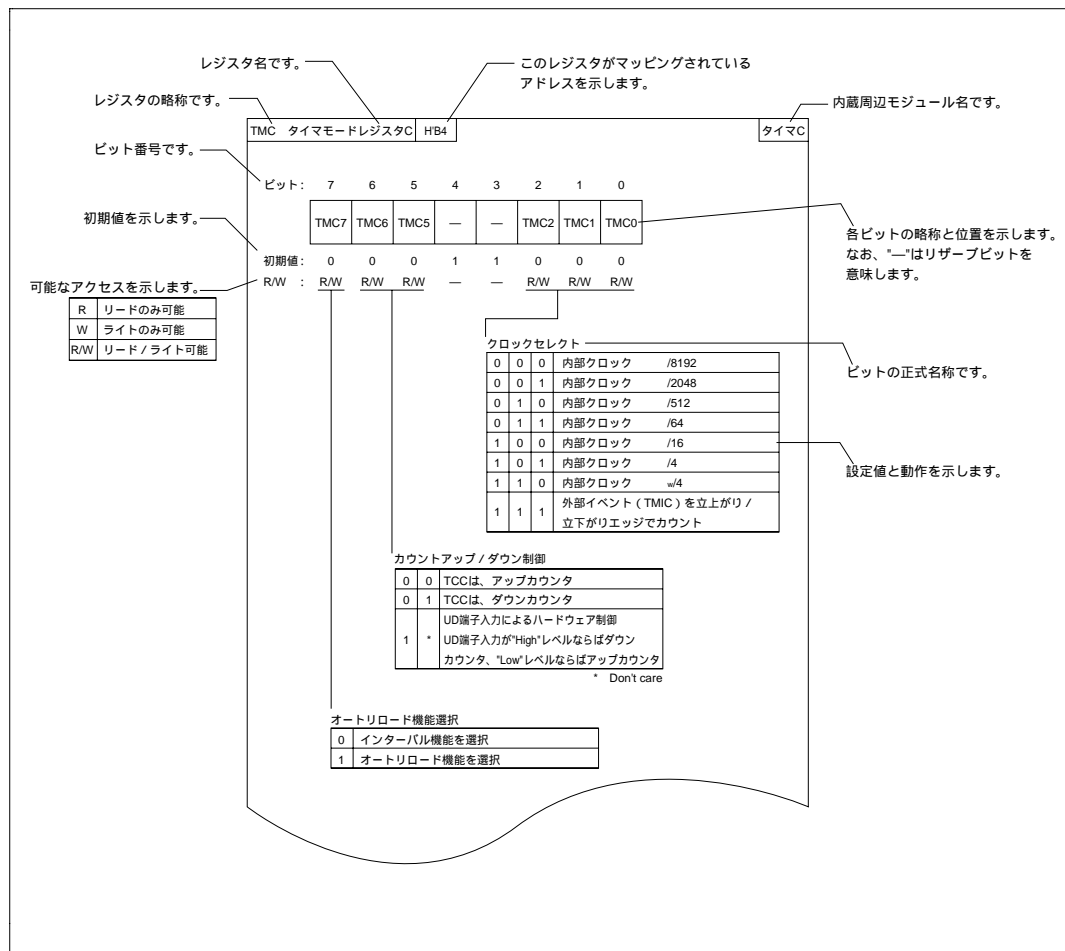 レジスタ名です。
このレジスタがマッピングされている
アドレスを示します。
レジスタの略称です。
内蔵周辺モジュール名です。
TMC タイマモードレジスタC H'B4 タイマC
ビット番号です。
ビット: 7 6 5 4 3 2 1 0
TMC7 TMC6 TMC5 — — TMC2 TMC1 TMC0
初期値を示します。
各ビットの略称と位置を示します。
なお、"—"はリザーブビットを
意味します。
初期値: 0 0 0 1 1 0 0 0
R/W : R/W R/W R/W — — R/W R/W R/W
可能なアクセスを示します。
R リードのみ可能
W ライトのみ可能
R/W リード / ライト可能
クロックセレクト
ビットの正式名称です。
0 0 0 内部クロック /8192
0 0 1 内部クロック /2048
0 1 0 内部クロック /512
0 1 1 内部クロック /64
1 0 0 内部クロック /16
1 0 1 内部クロック /4
1 1 0 内部クロック w/4
1 1 1 外部イベント ( TMIC ) を立上がり /
立下がりエッジでカウント
設定値と動作を示します。
カウントアップ / ダウン制御
0 0 TCCは、アップカウンタ
0 1 TCCは、ダウンカウンタ
1 * UD端子入力によるハードウェア制御
UD端子入力が"High"レベルならばダウン
カウンタ、"Low"レベルならばアップカウンタ
* Don't care
オートリロード機能選択
0 インターバル機能を選択
1 オートリロード機能を選択